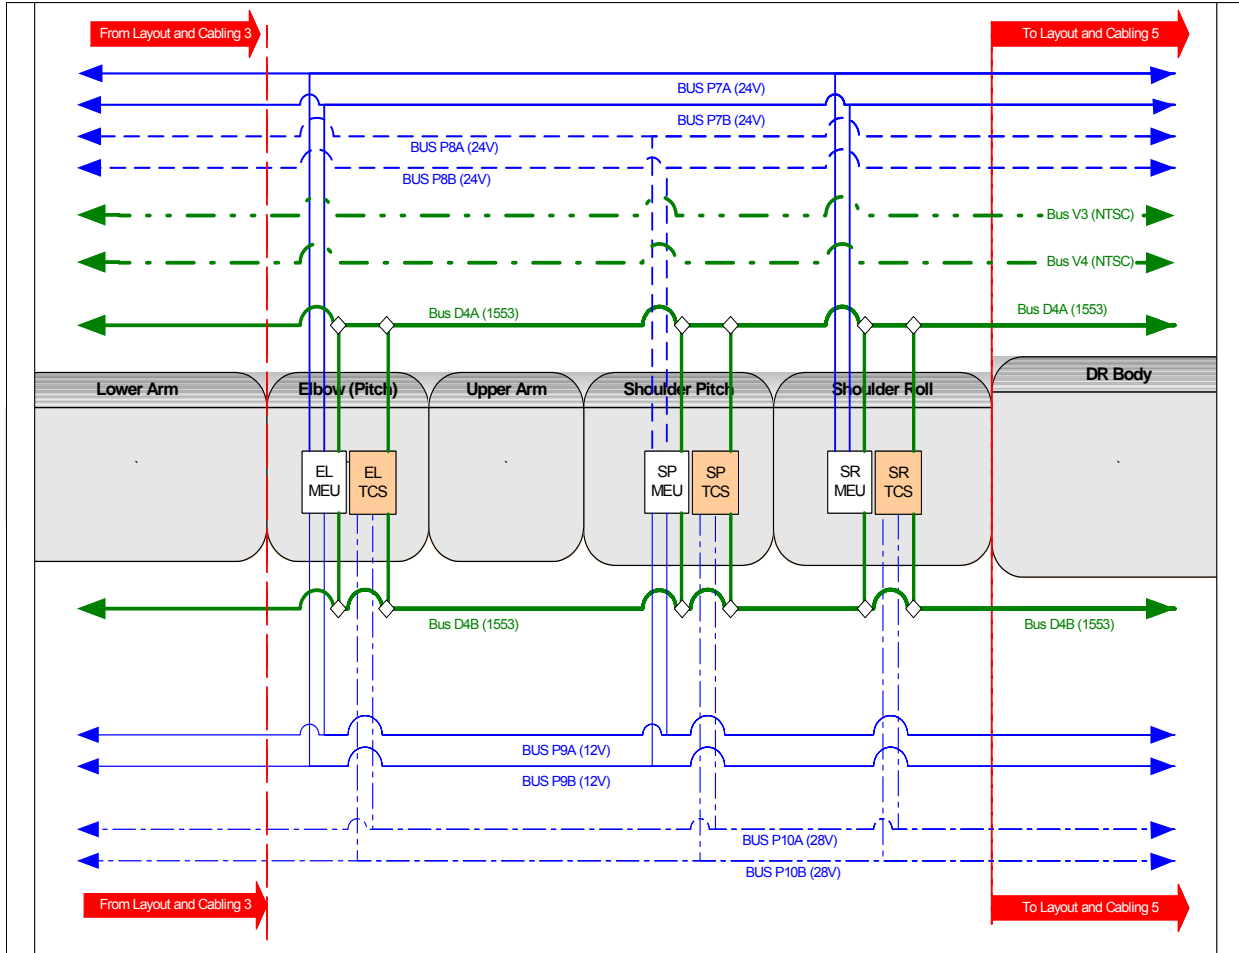 From Layout and Cabling 3
To Layout and Cabling 5
BUS P7A (24V)
BUS P7B (24V)
BUS P8A (24V)
BUS P8B (24V)
Bus V3 (NTSC)
Bus V4 (NTSC)
Bus D4A (1553)
Bus D4A (1553)
Lower Arm
Elbow (Pitch)
Upper Arm
Shoulder Pitch
Shoulder Roll
DR Body
EL
MEU
EL
TCS
SP
MEU
SP
TCS
SR
MEU
SR
TCS
Bus D4B (1553)
Bus D4B (1553)
BUS P9A (12V)
BUS P9B (12V)
BUS P10A (28V)
BUS P10B (28V)
From Layout and Cabling 3
To Layout and Cabling 5